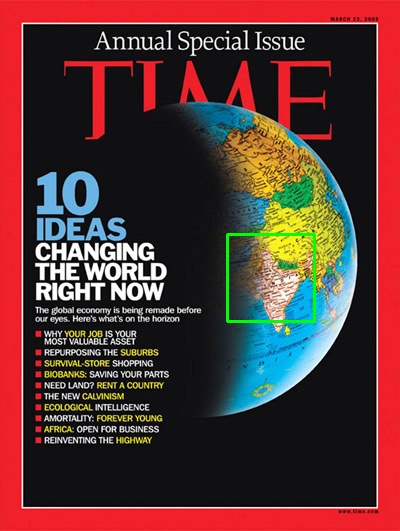 MARCH 23, 2009
Annual Special Issue
TIME
10
IDEAS
CHANGING
THE WORLD
RIGHT NOW
The global economy is being remade before
our eyes. Here's what's on the horizon
WHY YOUR JOB IS YOUR
MOST VALUABLE ASSET
REPURPOSING THE SUBURBS
SURVIVAL-STORE SHOPPING
BIOBANKS: SAVING YOUR PARTS
NEED LAND? RENT A COUNTRY
THE NEW CALVINISM
ECOLOGICAL INTELLIGENCE
AMORTALITY: FOREVER YOUNG
AFRICA: OPEN FOR BUSINESS
REINVENTING THE HIGHWAY
www.time.com